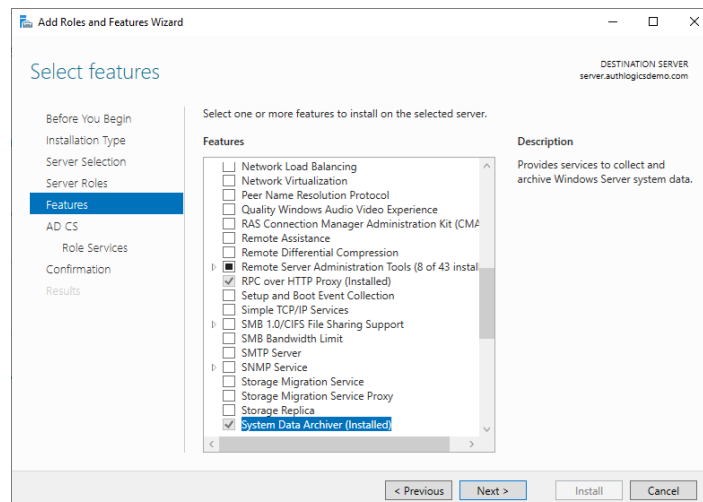 Add Roles and Features Wizard
Select features
DESTINATION SERVER
server.authlogicsdemo.com
Before You Begin
Installation Type
Server Selection
Server Roles
Features
AD CS
Role Services
Confirmation
Results
Select one or more features to install on the selected server.
Features
Network Load Balancing
Network Virtualization
Peer Name Resolution Protocol
Quality Windows Audio Video Experience
RAS Connection Manager Administration Kit (CMA
Remote Assistance
Remote Differential Compression
Remote Server Administration Tools (8 of 43 instal
RPC over HTTP Proxy (Installed)
Setup and Boot Event Collection
Simple TCP/IP Services
SMB 1.0/CIFS File Sharing Support
SMB Bandwidth Limit
SMTP Server
SNMP Service
Storage Migration Service
Storage Migration Service Proxy
Storage Replica
System Data Archiver (Installed)
Description
Provides services to collect and
archive Windows Server system data.
< Previous
Next >
Install
Cancel